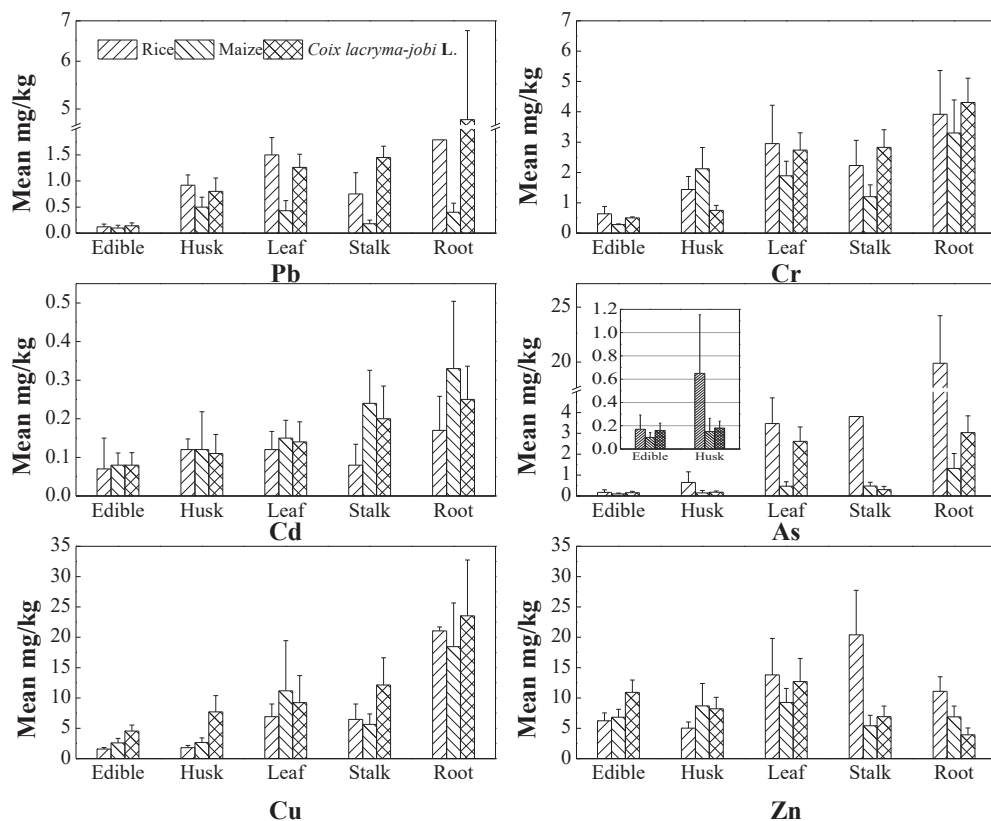 7
6
5
1.5
1.0
0.5
0.0
Mean mg/kg
Rice Maize Coix lacryma-jobi L.
Edible Husk Leaf Stalk Root
Pb
7
6
5
4
3
2
1
0
Mean mg/kg
Edible Husk Leaf Stalk Root
Cr
0.5
0.4
0.3
0.2
0.1
0.0
Mean mg/kg
Edible Husk Leaf Stalk Root
Cd
25
20
4
3
2
1
0
Mean mg/kg
1.2
1.0
0.8
0.6
0.4
0.2
0.0
Edible Husk
Edible Husk Leaf Stalk Root
As
35
30
25
20
15
10
5
0
Mean mg/kg
Edible Husk Leaf Stalk Root
Cu
35
30
25
20
15
10
5
0
Mean mg/kg
Edible Husk Leaf Stalk Root
Zn